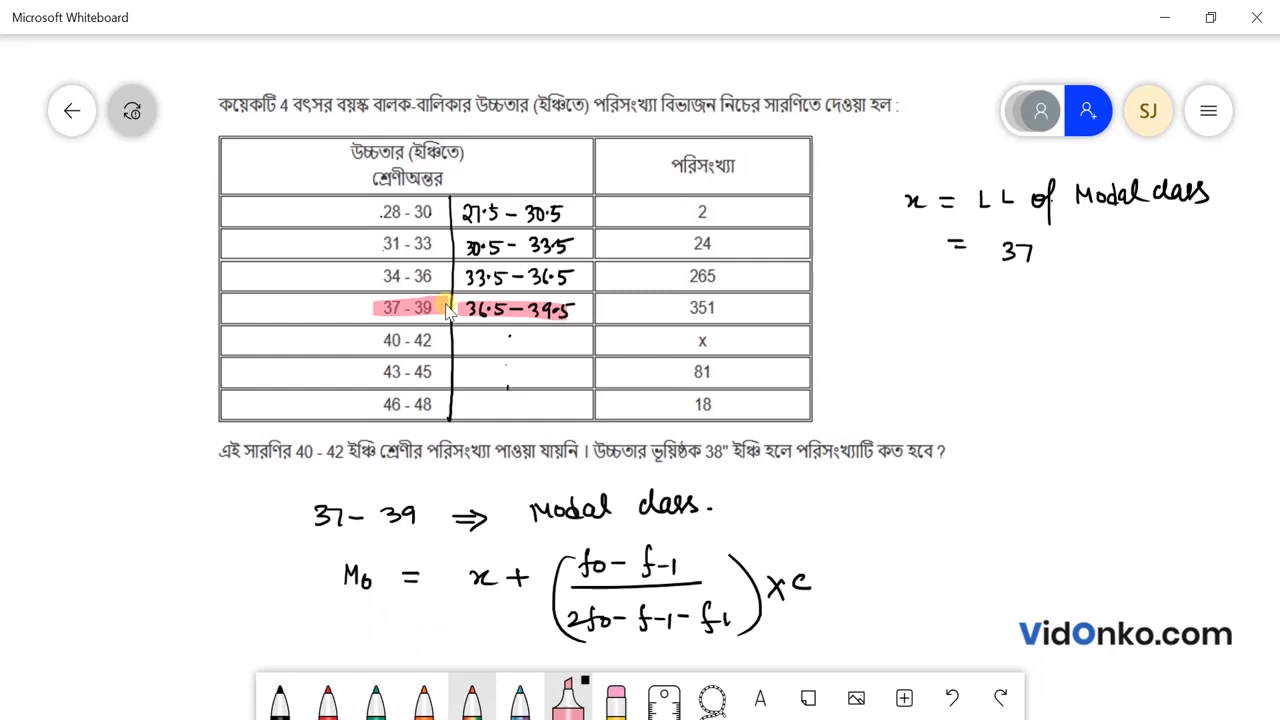 Microsoft Whiteboard
SJ
কয়েকটি 4 বৎসর বয়স্ক বালক-বালিকার উচ্চতার (ইঞ্চিতে) পরিসংখ্যা বিভাজন নিচের সারণিতে দেওয়া হল :
উচ্চতার (ইঞ্চিতে)
শ্রেণীঅন্তর
পরিসংখ্যা
28 - 30 27.5 - 30.5 2
31 - 33 30.5 - 33.5 24
34 - 36 33.5 - 36.5 265
37 - 39 36.5 - 39.5 351
40 - 42 x
43 - 45 81
46 - 48 18
x = LL of Modal class
= 37
এই সারণির 40 - 42 ইঞ্চি শ্রেণীর পরিসংখ্যা পাওয়া যায়নি । উচ্চতার ভূয়িষ্ঠক 38" ইঞ্চি হলে পরিসংখ্যাটি কত হবে ?
37 - 39 ⇒ Modal class.
Mo = x + (f0 - f-1 / 2f0 - f-1 - f1) × c
VidOnko.com
A